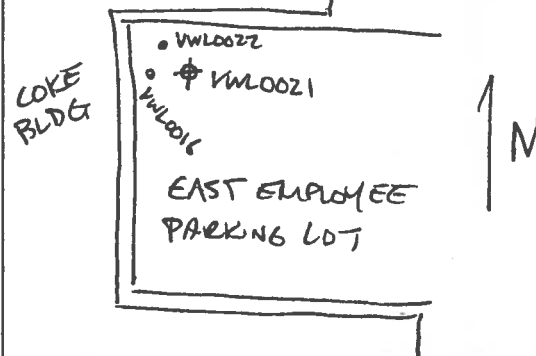 VWL0022
VWL0021
VWL0016
COKE
BLDG
N
EAST EMPLOYEE
PARKING LOT